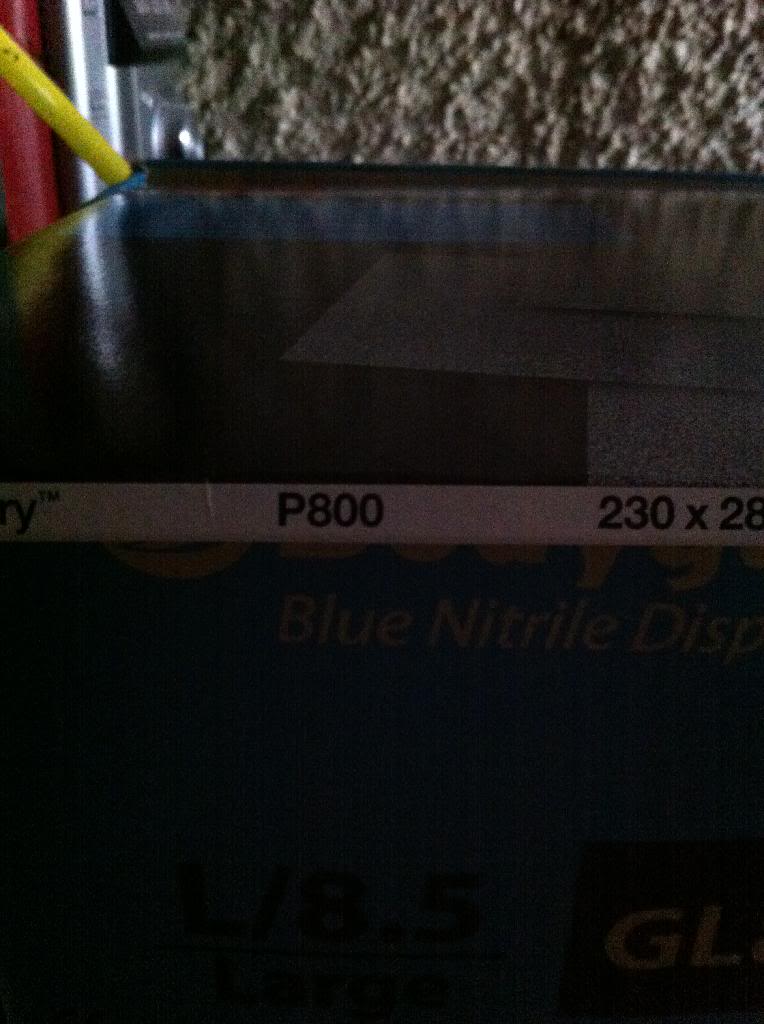 ry™ P800 230 x 28
Blue Nitrile Disp
L/8.5
Large
GL